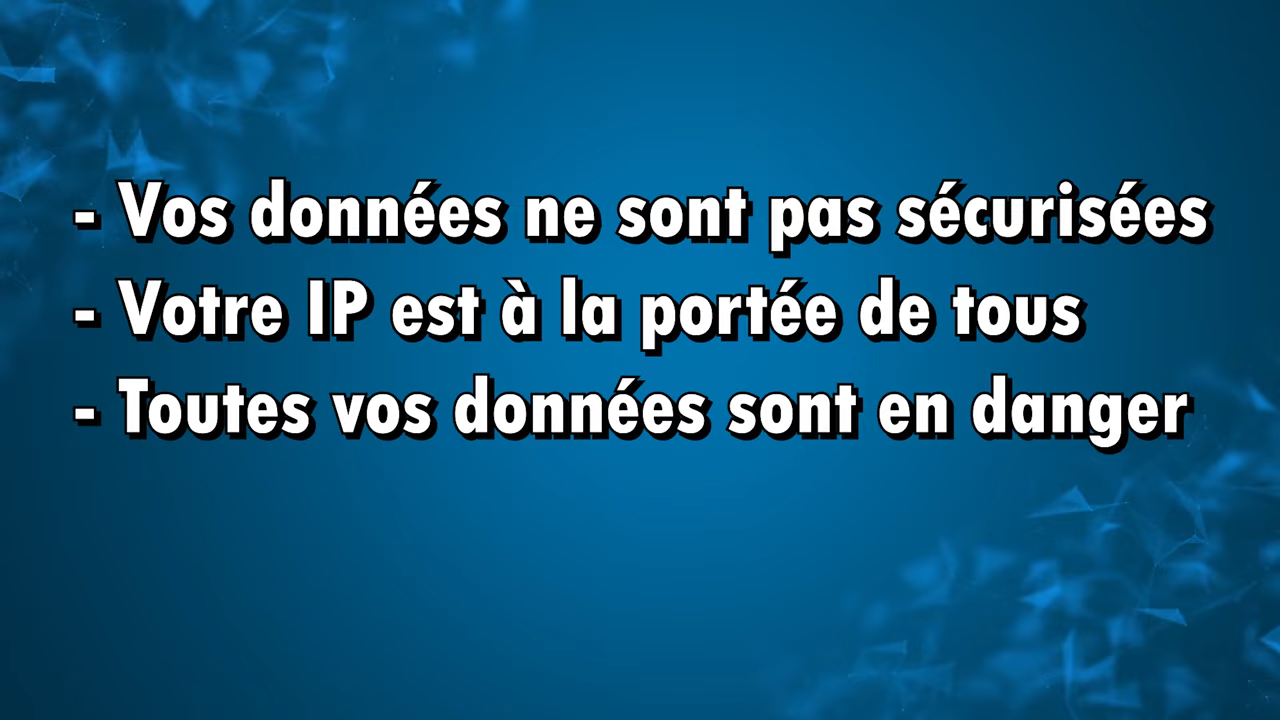 - Vos données ne sont pas sécurisées
- Votre IP est à la portée de tous
- Toutes vos données sont en danger